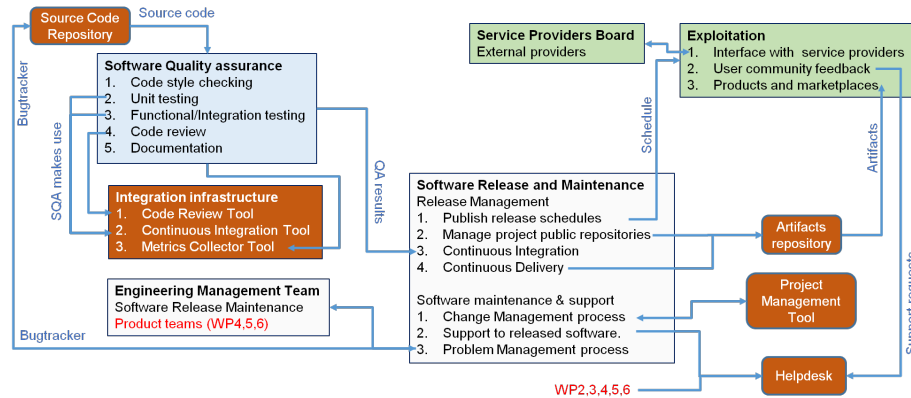 Source code
Source Code
Repository
Bugtracker
Software Quality assurance
1. Code style checking
2. Unit testing
3. Functional/Integration testing
4. Code review
5. Documentation
SQA makes use
Integration infrastructure
1. Code Review Tool
2. Continuous Integration Tool
3. Metrics Collector Tool
QA results
Engineering Management Team
Software Release Maintenance
Product teams (WP4,5,6)
Bugtracker
Service Providers Board
External providers
Exploitation
1. Interface with service providers
2. User community feedback
3. Products and marketplaces
Schedule
Artifacts
Software Release and Maintenance
Release Management
1. Publish release schedules
2. Manage project public repositories
3. Continuous Integration
4. Continuous Delivery
Software maintenance & support
1. Change Management process
2. Support to released software.
3. Problem Management process
Artifacts
repository
Project
Management
Tool
Support requests
Helpdesk
WP2,3,4,5,6